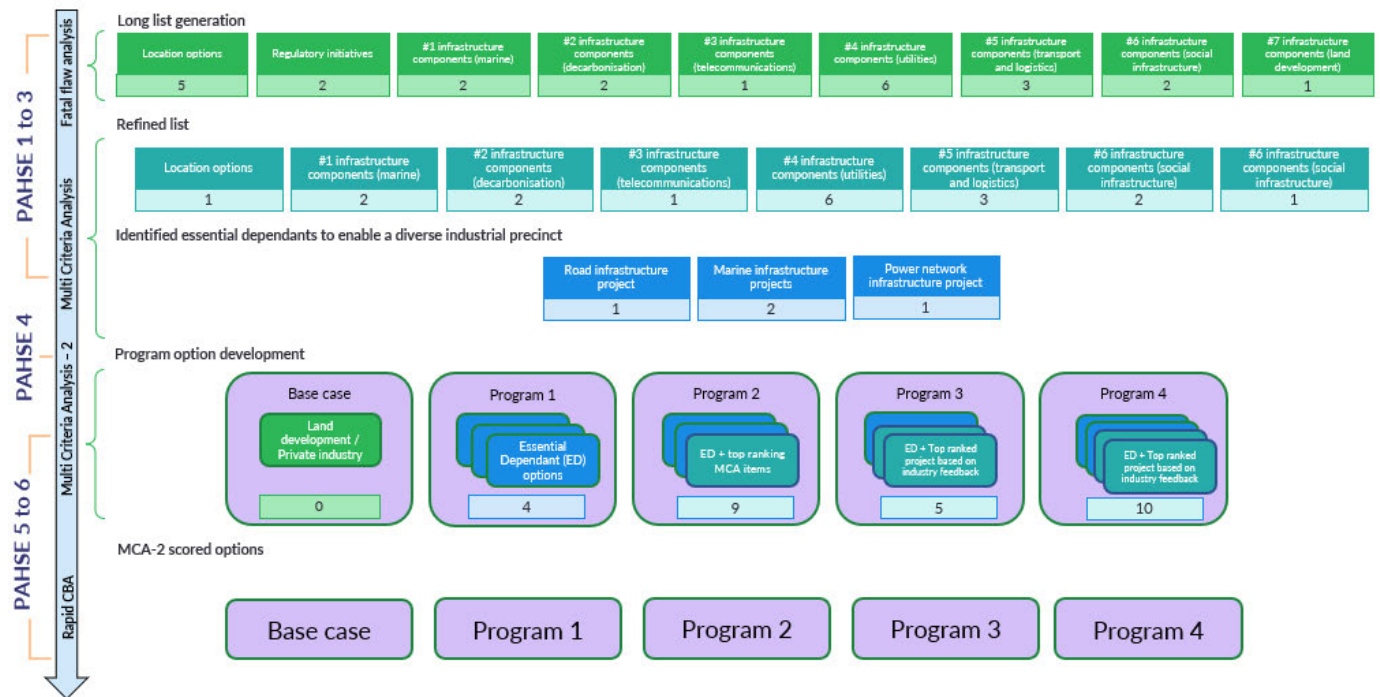 Long list generation
Location options
5
Regulatory initiatives
2
#1 infrastructure
components (marine)
2
#2 infrastructure
components
(decarbonisation)
2
#3 infrastructure
components
(telecommunications)
1
#4 infrastructure
components (utilities)
6
#5 infrastructure
components (transport
and logistics)
3
#6 infrastructure
components (social
infrastructure)
2
#7 infrastructure
components (land
development)
1
Refined list
Location options
1
#1 infrastructure
components (marine)
2
#2 infrastructure
components
(decarbonisation)
2
#3 infrastructure
components
(telecommunications)
1
#4 infrastructure
components (utilities)
6
#5 infrastructure
components (transport
and logistics)
3
#6 infrastructure
components (social
infrastructure)
2
#6 infrastructure
components (social
infrastructure)
1
Identified essential dependants to enable a diverse industrial precinct
Road infrastructure
project
1
Marine infrastructure
projects
2
Power network
infrastructure project
1
Program option development
Base case
Land
development /
Private industry
0
Program 1
Essential
Dependant (ED)
options
4
Program 2
ED + top ranking
MCA items
9
Program 3
ED + Top ranked
project based on
industry feedback
5
Program 4
ED + Top ranked
project based on
industry feedback
10
MCA-2 scored options
Base case
Program 1
Program 2
Program 3
Program 4
PAHSE 1 to 3
PAHSE 4
PAHSE 5 to 6
Fatal flaw analysis
Multi Criteria Analysis
Multi Criteria Analysis – 2
Rapid CBA